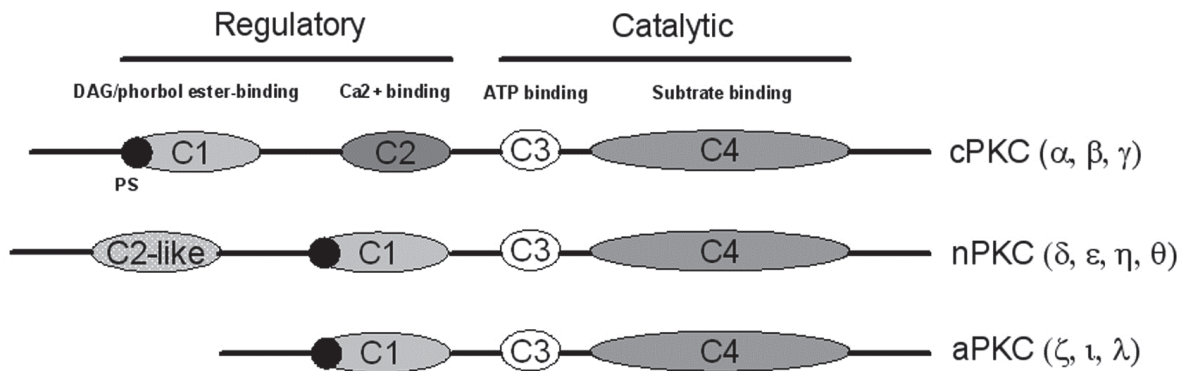 Regulatory Catalytic
DAG/phorbol ester-binding Ca2+ binding ATP binding Subtrate binding
C1 C2 C3 C4 cPKC (α, β, γ)
PS
C2-like C1 C3 C4 nPKC (δ, ε, η, θ)
C1 C3 C4 aPKC (ζ, ι, λ)